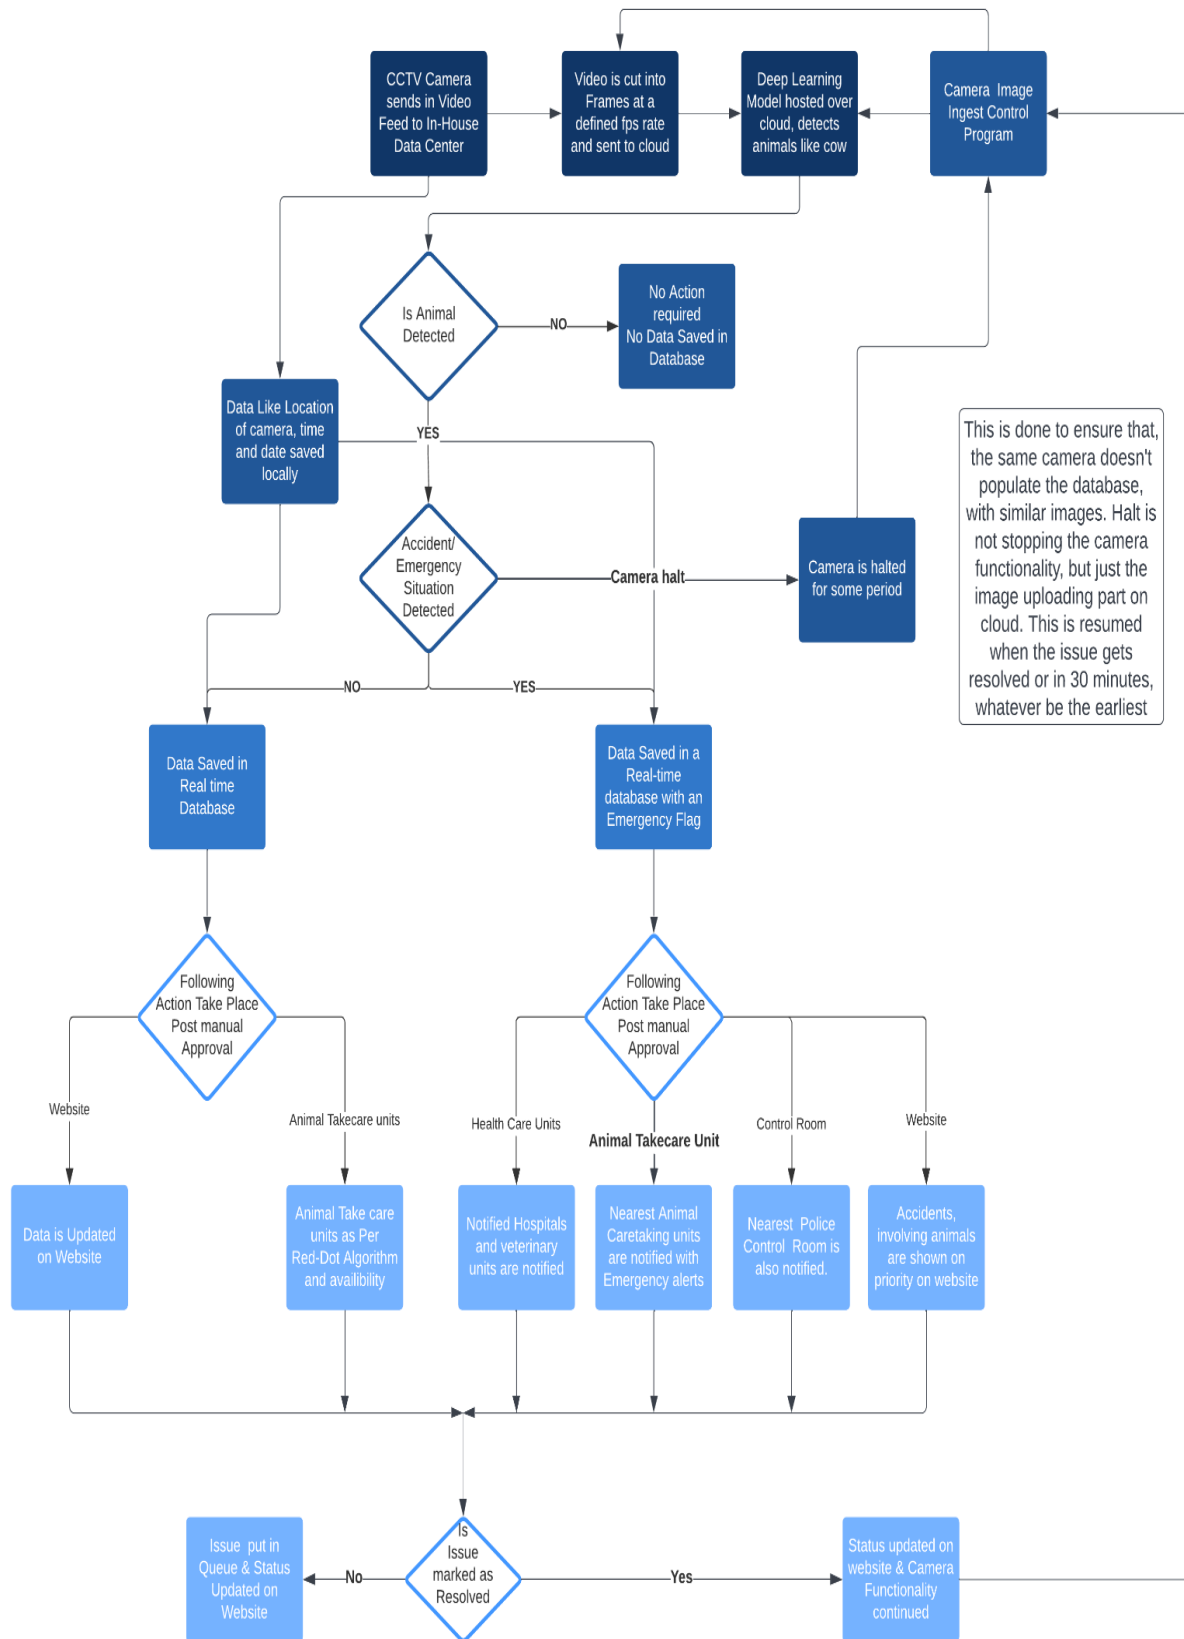 CCTV Camera
sends in Video
Feed to In-House
Data Center
Video is cut into
Frames at a
defined fps rate
and sent to cloud
Deep Learning
Model hosted over
cloud, detects
animals like cow
Camera Image
Ingest Control
Program
Is Animal
Detected
NO
No Action
required
No Data Saved in
Database
Data Like Location
of camera, time
and date saved
locally
YES
This is done to ensure that,
the same camera doesn't
populate the database,
with similar images. Halt is
not stopping the camera
functionality, but just the
image uploading part on
cloud. This is resumed
when the issue gets
resolved or in 30 minutes,
whatever be the earliest
Accident/
Emergency
Situation
Detected
Camera halt
Camera is halted
for some period
NO
YES
Data Saved in
Real time
Database
Data Saved in a
Real-time
database with an
Emergency Flag
Following
Action Take Place
Post manual
Approval
Following
Action Take Place
Post manual
Approval
Website
Animal Takecare units
Health Care Units
Animal Takecare Unit
Control Room
Website
Data is Updated
on Website
Animal Take care
units as Per
Red-Dot Algorithm
and availibility
Notified Hospitals
and veterinary
units are notified
Nearest Animal
Caretaking units
are notified with
Emergency alerts
Nearest Police
Control Room is
also notified.
Accidents,
involving animals
are shown on
priority on website
Issue put in
Queue & Status
Updated on
Website
No
Is
Issue
marked as
Resolved
Yes
Status updated on
website & Camera
Functionality
continued